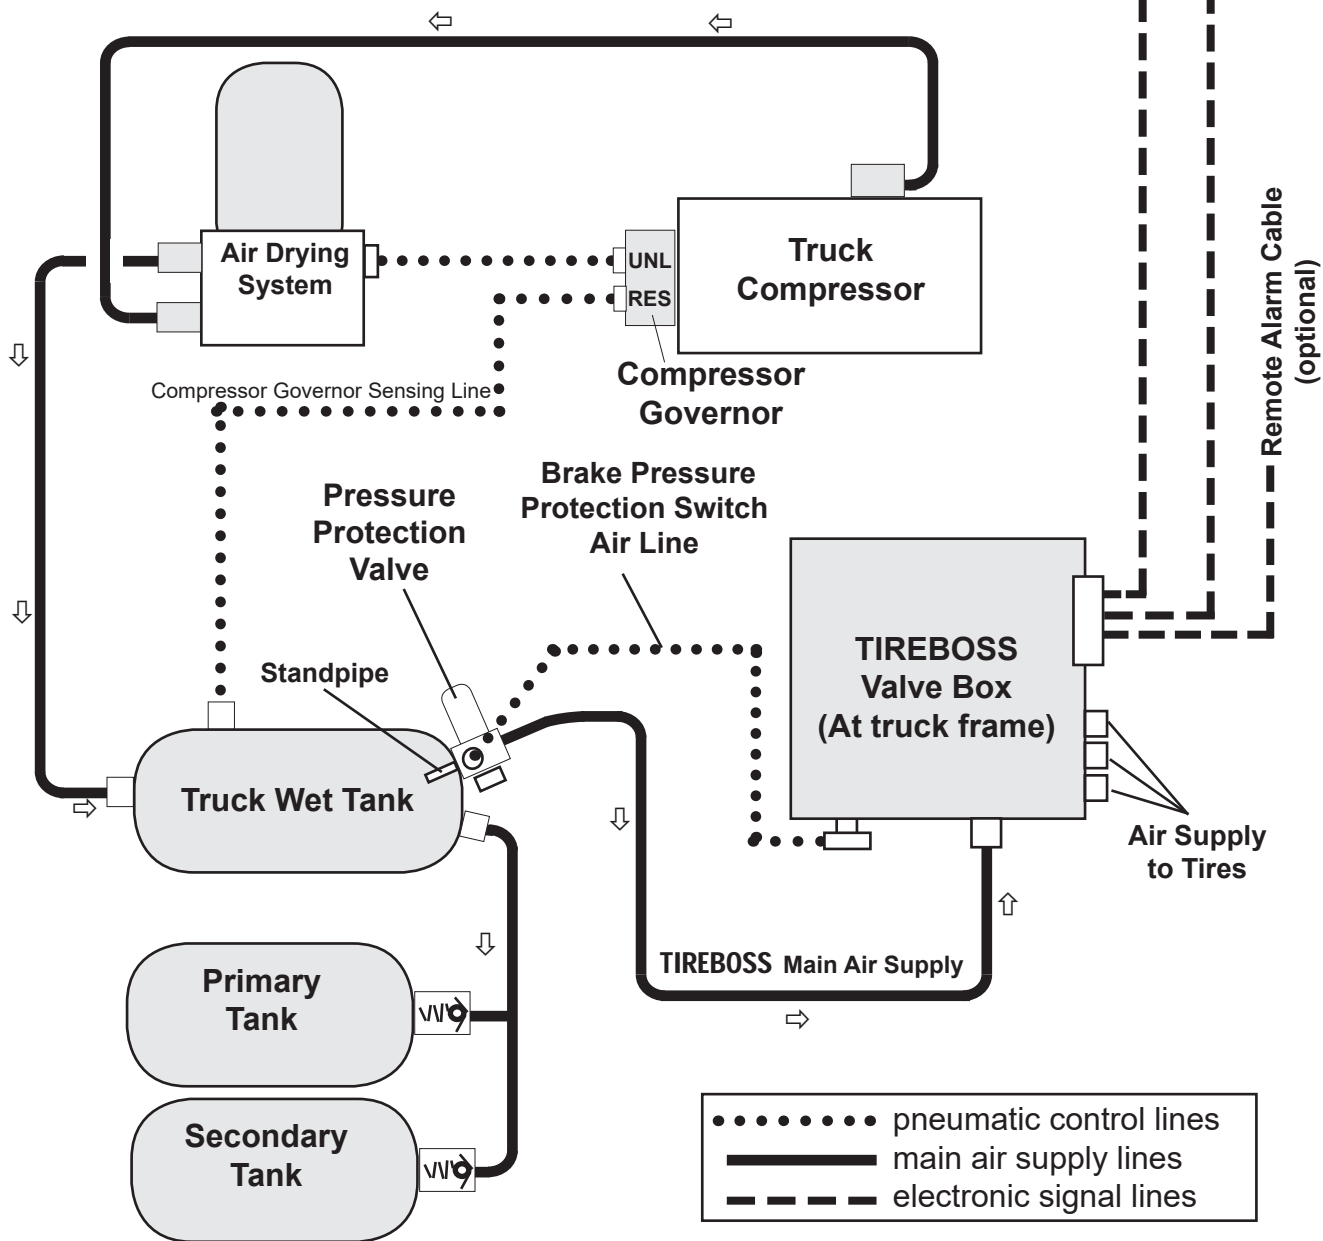 Air Drying
System
UNL
RES
Truck
Compressor
Compressor
Governor
Compressor Governor Sensing Line
Remote Alarm Cable
(optional)
Brake Pressure
Protection Switch
Air Line
Pressure
Protection
Valve
Standpipe
TIREBOSS
Valve Box
(At truck frame)
Truck Wet Tank
Air Supply
to Tires
TIREBOSS Main Air Supply
Primary
Tank
Secondary
Tank
pneumatic control lines
main air supply lines
electronic signal lines